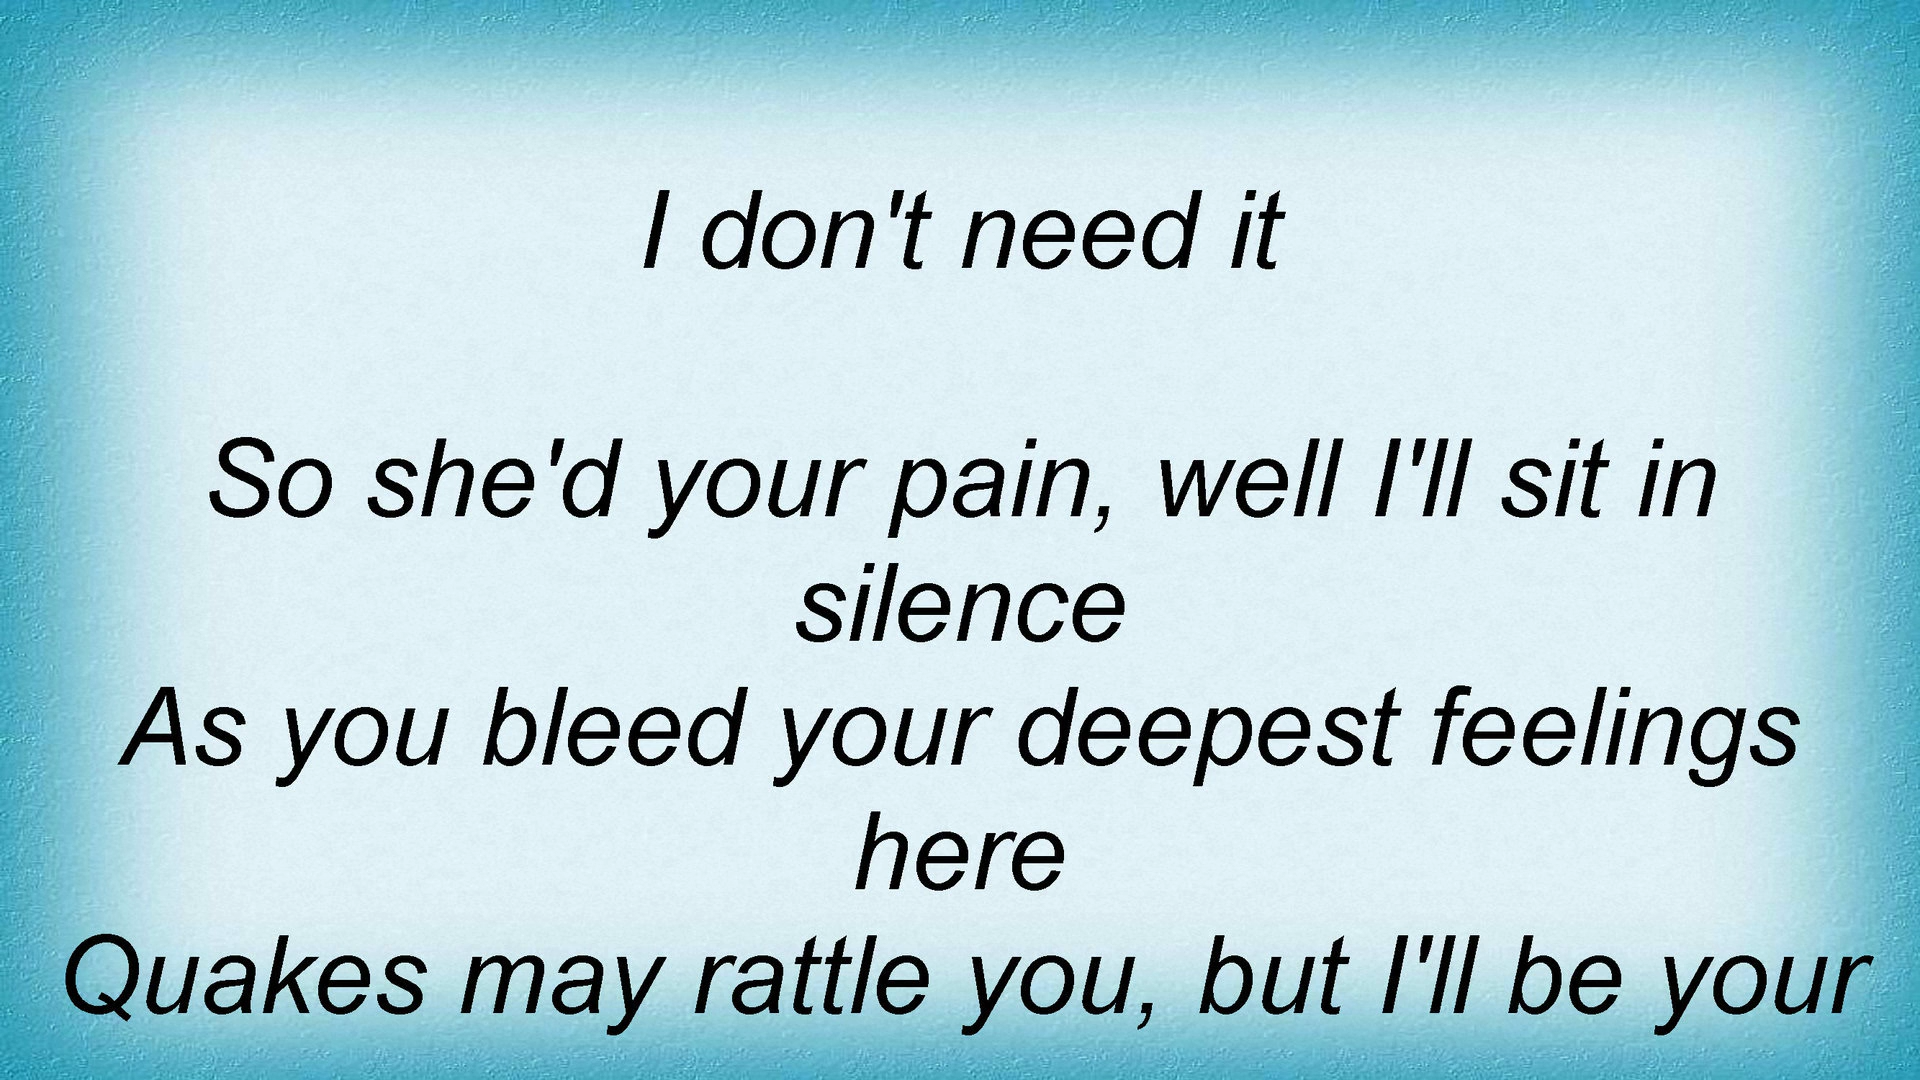 I don't need it
So she'd your pain, well I'll sit in
silence
As you bleed your deepest feelings
here
Quakes may rattle you, but I'll be your